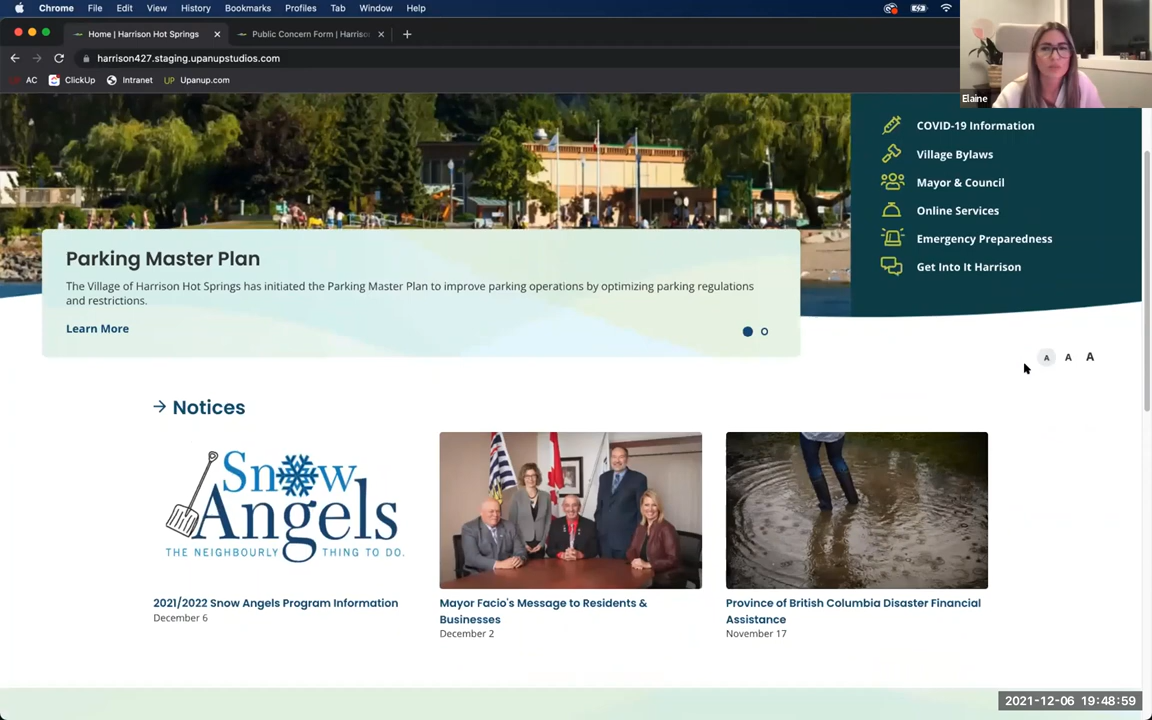 Chrome File Edit View History Bookmarks Profiles Tab Window Help
Home | Harrison Hot Springs
Public Concern Form | Harriso
harrison427.staging.upanupstudios.com
AC ClickUp Intranet UP Upanup.com
Elaine
COVID-19 Information
Village Bylaws
Mayor & Council
Online Services
Emergency Preparedness
Get Into It Harrison
Parking Master Plan
The Village of Harrison Hot Springs has initiated the Parking Master Plan to improve parking operations by optimizing parking regulations
and restrictions.
Learn More
A A A
Notices
Snow
Angels
THE NEIGHBOURLY THING TO DO.
2021/2022 Snow Angels Program Information
December 6
Mayor Facio's Message to Residents &
Businesses
December 2
Province of British Columbia Disaster Financial
Assistance
November 17
2021-12-06 19:48:59